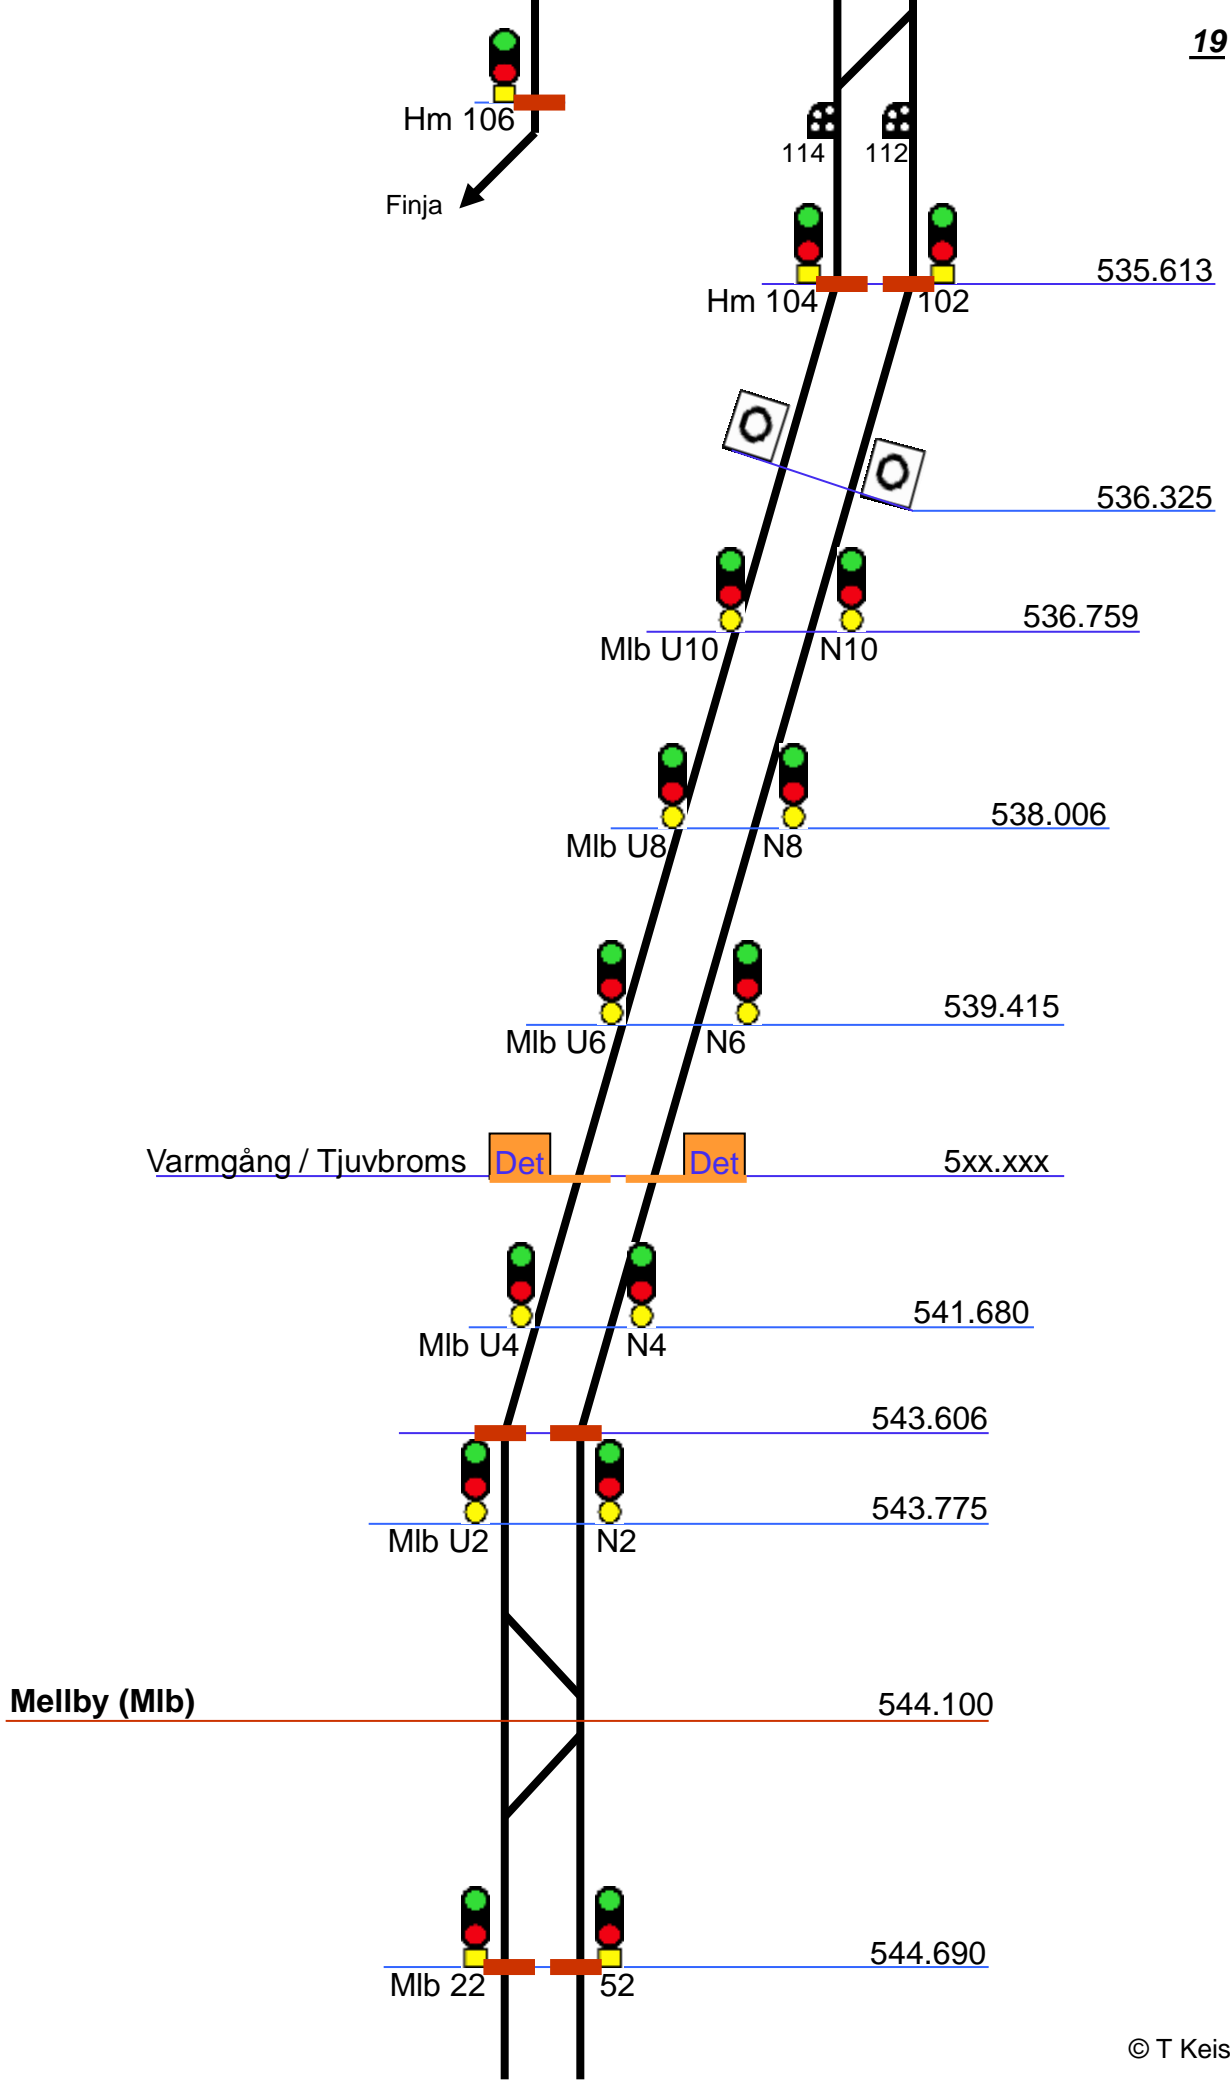 19
Hm 106
114 112
Finja
535.613
Hm 104 102
536.325
536.759
Mlb U10 N10
538.006
Mlb U8 N8
539.415
Mlb U6 N6
Varmgång / Tjuvbroms Det Det 5xx.xxx
541.680
Mlb U4 N4
543.606
543.775
Mlb U2 N2
Mellby (Mlb) 544.100
544.690
Mlb 22 52
© T Keis